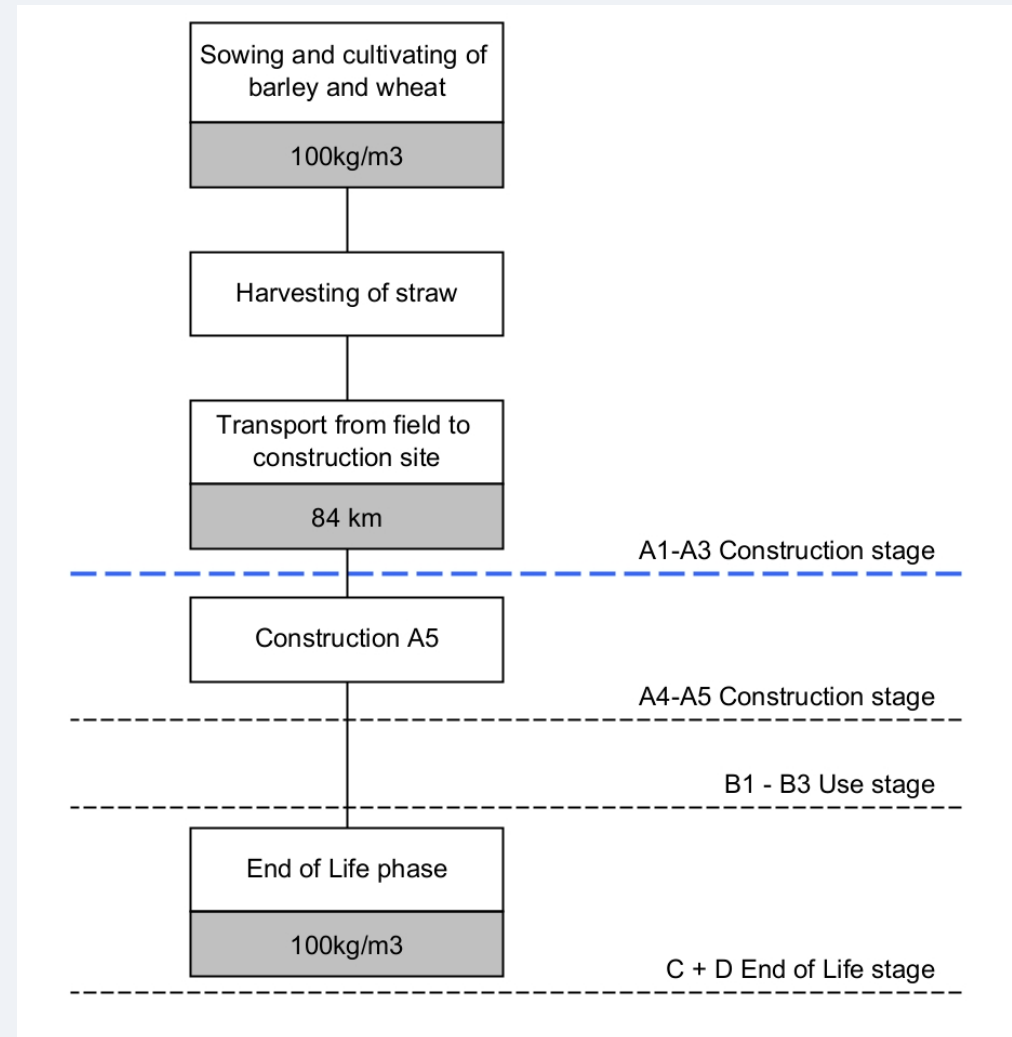 Sowing and cultivating of
barley and wheat
100kg/m3
Harvesting of straw
Transport from field to
construction site
84 km
A1-A3 Construction stage
Construction A5
A4-A5 Construction stage
B1 - B3 Use stage
End of Life phase
100kg/m3
C + D End of Life stage